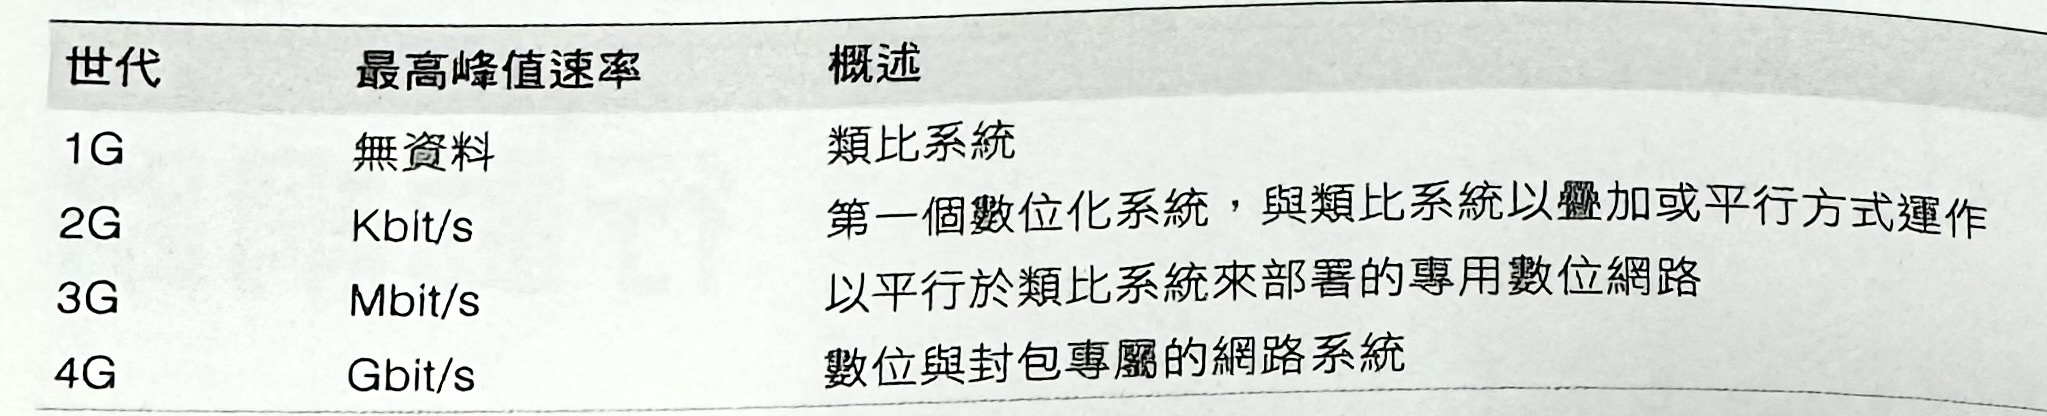 世代 最高峰值速率 概述
1G 無資料 類比系統
2G Kbit/s 第一個數位化系統，與類比系統以疊加或平行方式運作
3G Mbit/s 以平行於類比系統來部署的專用數位網路
4G Gbit/s 數位與封包專屬的網路系統